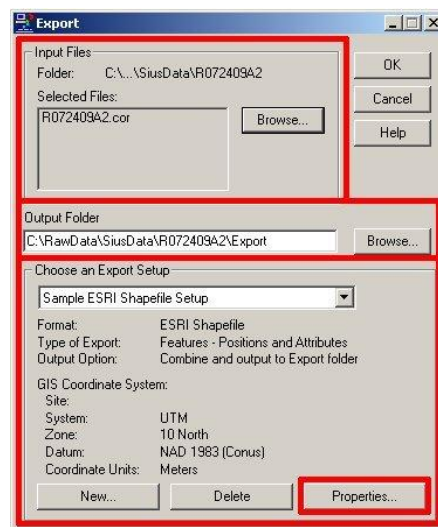 Export
Input Files
Folder: C:\...\SiusData\R072409A2
OK
Selected Files:
Cancel
R072409A2.cor
Browse...
Help
Output Folder
C:\RawData\SiusData\R072409A2\Export
Browse...
Choose an Export Setup
Sample ESRI Shapefile Setup
Format: ESRI Shapefile
Type of Export: Features - Positions and Attributes
Output Option: Combine and output to Export folder
GIS Coordinate System:
Site:
System: UTM
Zone: 10 North
Datum: NAD 1983 (Conus)
Coordinate Units: Meters
New... Delete Properties...